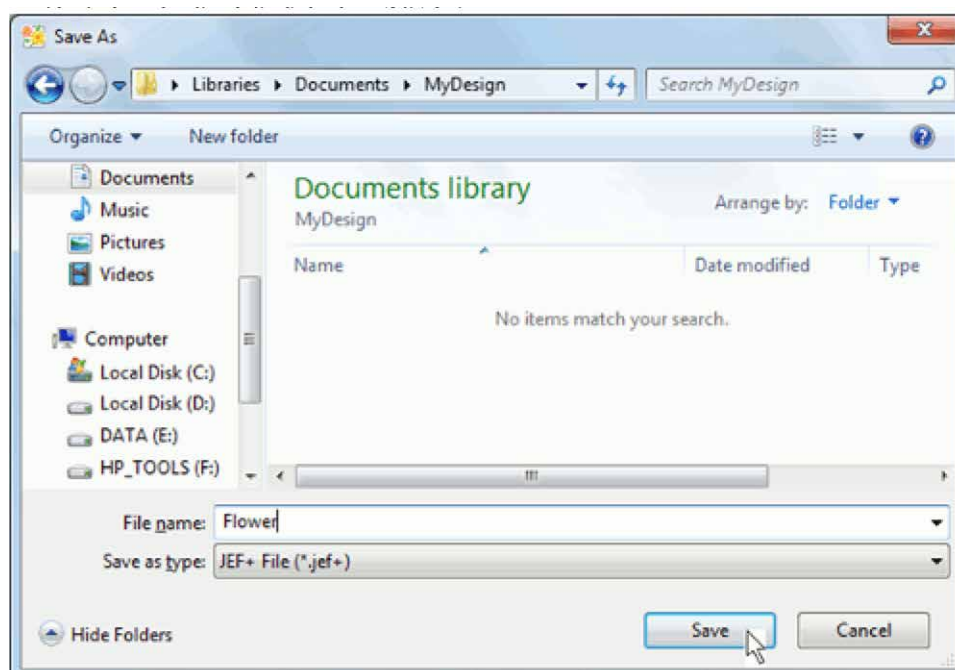 Save As
Libraries Documents MyDesign Search MyDesign
Organize New folder
Documents
Music
Pictures
Videos
Computer
Local Disk (C:)
Local Disk (D:)
DATA (E:)
HP_TOOLS (F:)
Documents library
MyDesign
Arrange by: Folder
Name Date modified Type
No items match your search.
File name: Flower
Save as type: JEF+ File (*.jef+)
Hide Folders Save Cancel